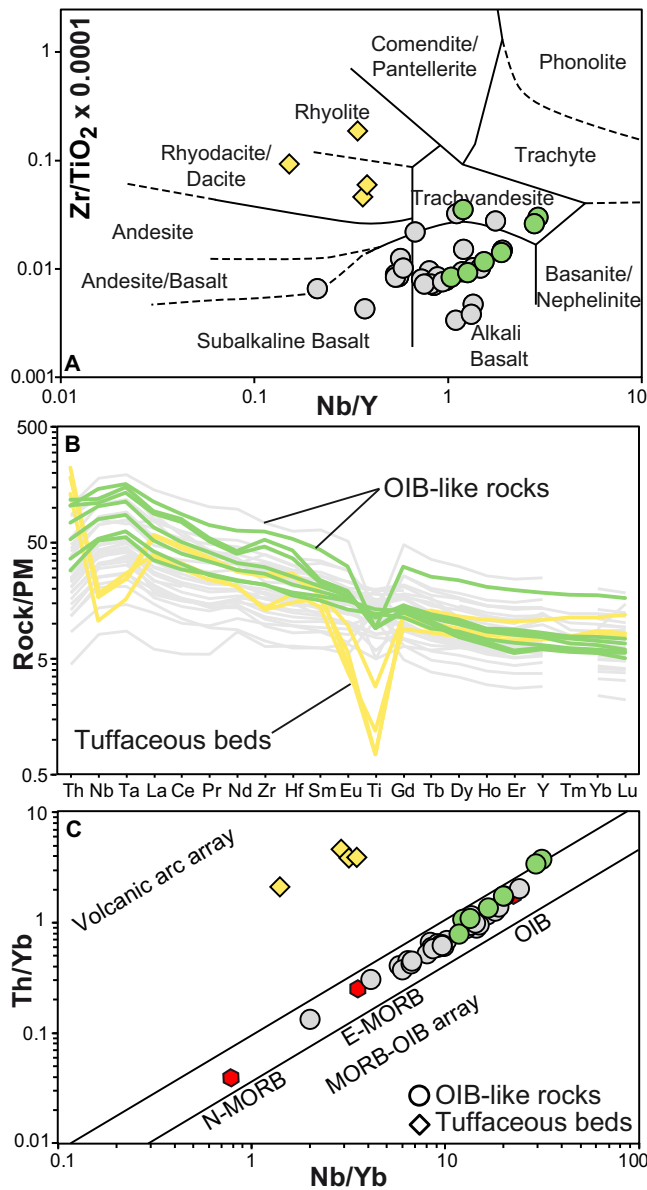 Zr/TiO2 x 0.0001
1
0.1
0.01
0.001
Comendite/
Pantellerite
Phonolite
Rhyolite
Rhyodacite/
Dacite
Trachyte
Trachyandesite
Andesite
Andesite/Basalt
Basanite/
Nephelinite
Subalkaline Basalt
Alkali
Basalt
A
0.01
0.1
1
10
Nb/Y
B
500
50
5
0.5
Rock/PM
OIB-like rocks
Tuffaceous beds
Th Nb Ta La Ce Pr Nd Zr Hf Sm Eu Ti Gd Tb Dy Ho Er Y Tm Yb Lu
C
10
1
0.1
0.01
Th/Yb
Volcanic arc array
OIB
E-MORB
MORB-OIB array
N-MORB
OIB-like rocks
Tuffaceous beds
0.1
1
10
100
Nb/Yb